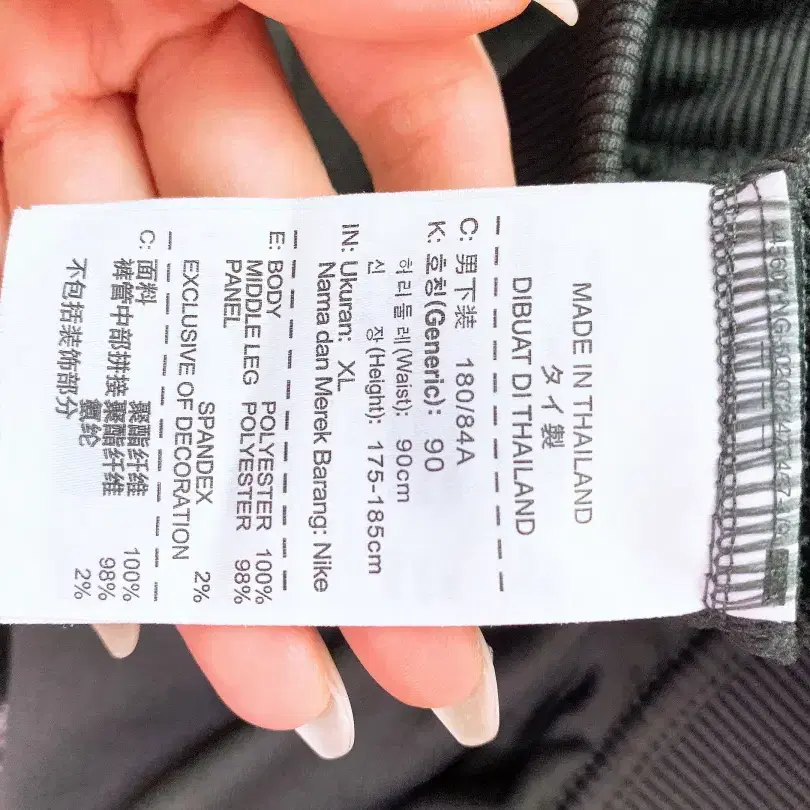 MADE IN THAILAND
タイ製
DIBUAT DI THAILAND
C: 男下装 180/84A
K: 호칭(Generic): 90
허리둘레(Waist): 90cm
신 장(Height): 175-185cm
IN: Ukuran: XL
Nama dan Merek Barang: Nike
E: BODY POLYESTER 100%
MIDDLE LEG POLYESTER 98%
PANEL
SPANDEX 2%
EXCLUSIVE OF DECORATION
C: 面料 聚酯纤维 100%
裤管中部拼接 聚酯纤维 98%
氨纶 2%
不包括装饰部分